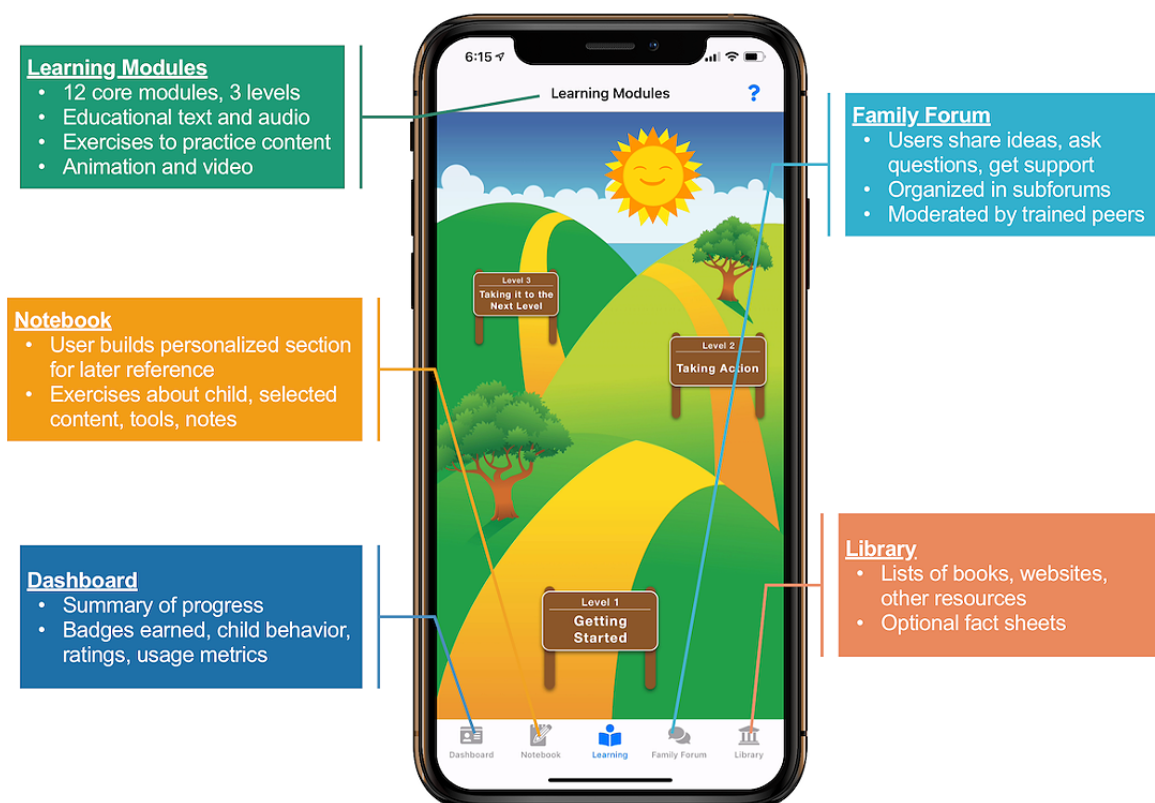 Learning Modules
• 12 core modules, 3 levels
• Educational text and audio
• Exercises to practice content
• Animation and video
Notebook
• User builds personalized section
for later reference
• Exercises about child, selected
content, tools, notes
Dashboard
• Summary of progress
• Badges earned, child behavior,
ratings, usage metrics
6:15
Learning Modules
?
Level 3
Taking it to the
Next Level
Level 2
Taking Action
Level 1
Getting
Started
Dashboard
Notebook
Learning
Family Forum
Library
Family Forum
• Users share ideas, ask
questions, get support
• Organized in subforums
• Moderated by trained peers
Library
• Lists of books, websites,
other resources
• Optional fact sheets